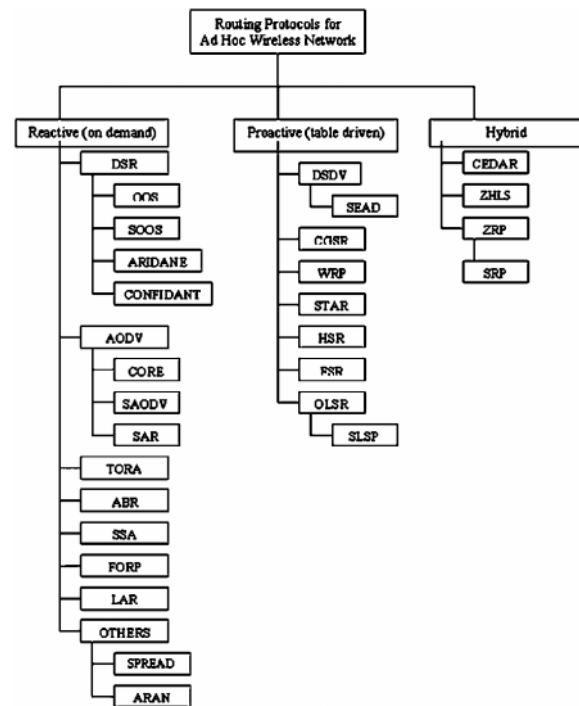 Routing Protocols for
Ad Hoc Wireless Network
Reactive (on demand)
DSR
OOS
SOOS
ARIDANE
CONFIDANT
AODV
CORE
SAODV
SAR
TORA
ABR
SSA
FORP
LAR
OTHERS
SPREAD
ARAN
Proactive (table driven)
DSDV
SEAD
CGSR
WRP
STAR
HSR
FSR
OLSR
SLSP
Hybrid
CEDAR
ZHLS
ZRP
SRP